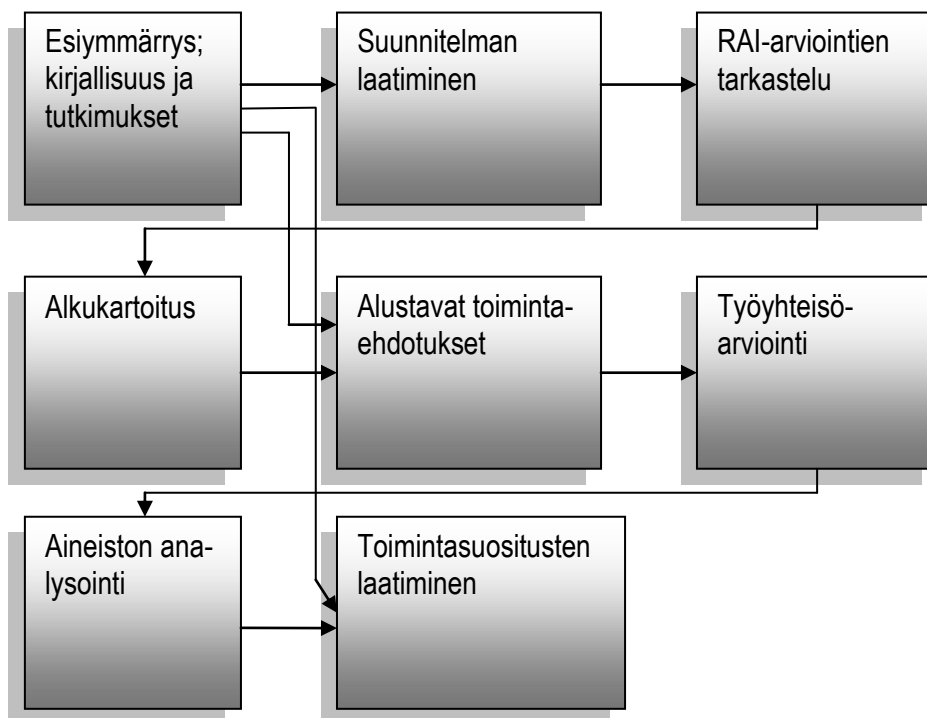 Esiymmärrys;
kirjallisuus ja
tutkimukset
Suunnitelman
laatiminen
RAI-arviointien
tarkastelu
Alkukartoitus
Alustavat toiminta-
ehdotukset
Työyhteisö-
arviointi
Aineiston ana-
lysointi
Toimintasuositusten
laatiminen